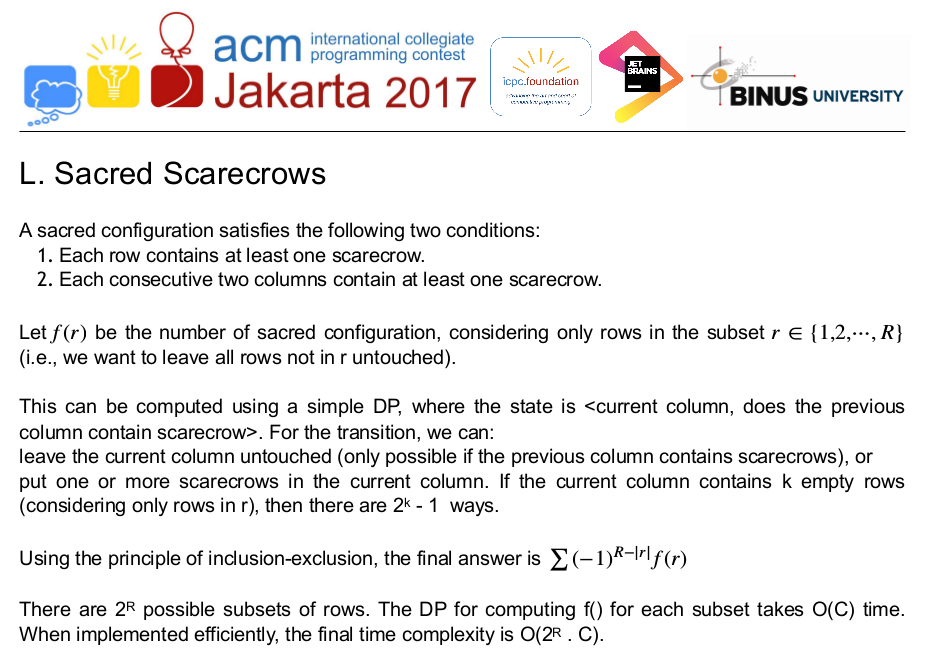 acm international collegiate
programming contest
Jakarta 2017
icpc.foundation
JET
BRAINS
BINUS UNIVERSITY
L. Sacred Scarecrows
A sacred configuration satisfies the following two conditions:
1. Each row contains at least one scarecrow.
2. Each consecutive two columns contain at least one scarecrow.
Let f(r) be the number of sacred configuration, considering only rows in the subset r ∈ {1,2,⋯, R}
(i.e., we want to leave all rows not in r untouched).
This can be computed using a simple DP, where the state is <current column, does the previous
column contain scarecrow>. For the transition, we can:
leave the current column untouched (only possible if the previous column contains scarecrows), or
put one or more scarecrows in the current column. If the current column contains k empty rows
(considering only rows in r), then there are 2ᵏ - 1 ways.
Using the principle of inclusion-exclusion, the final answer is ∑(−1)^{R−|r|}f(r)
There are 2ᴿ possible subsets of rows. The DP for computing f() for each subset takes O(C) time.
When implemented efficiently, the final time complexity is O(2ᴿ . C).